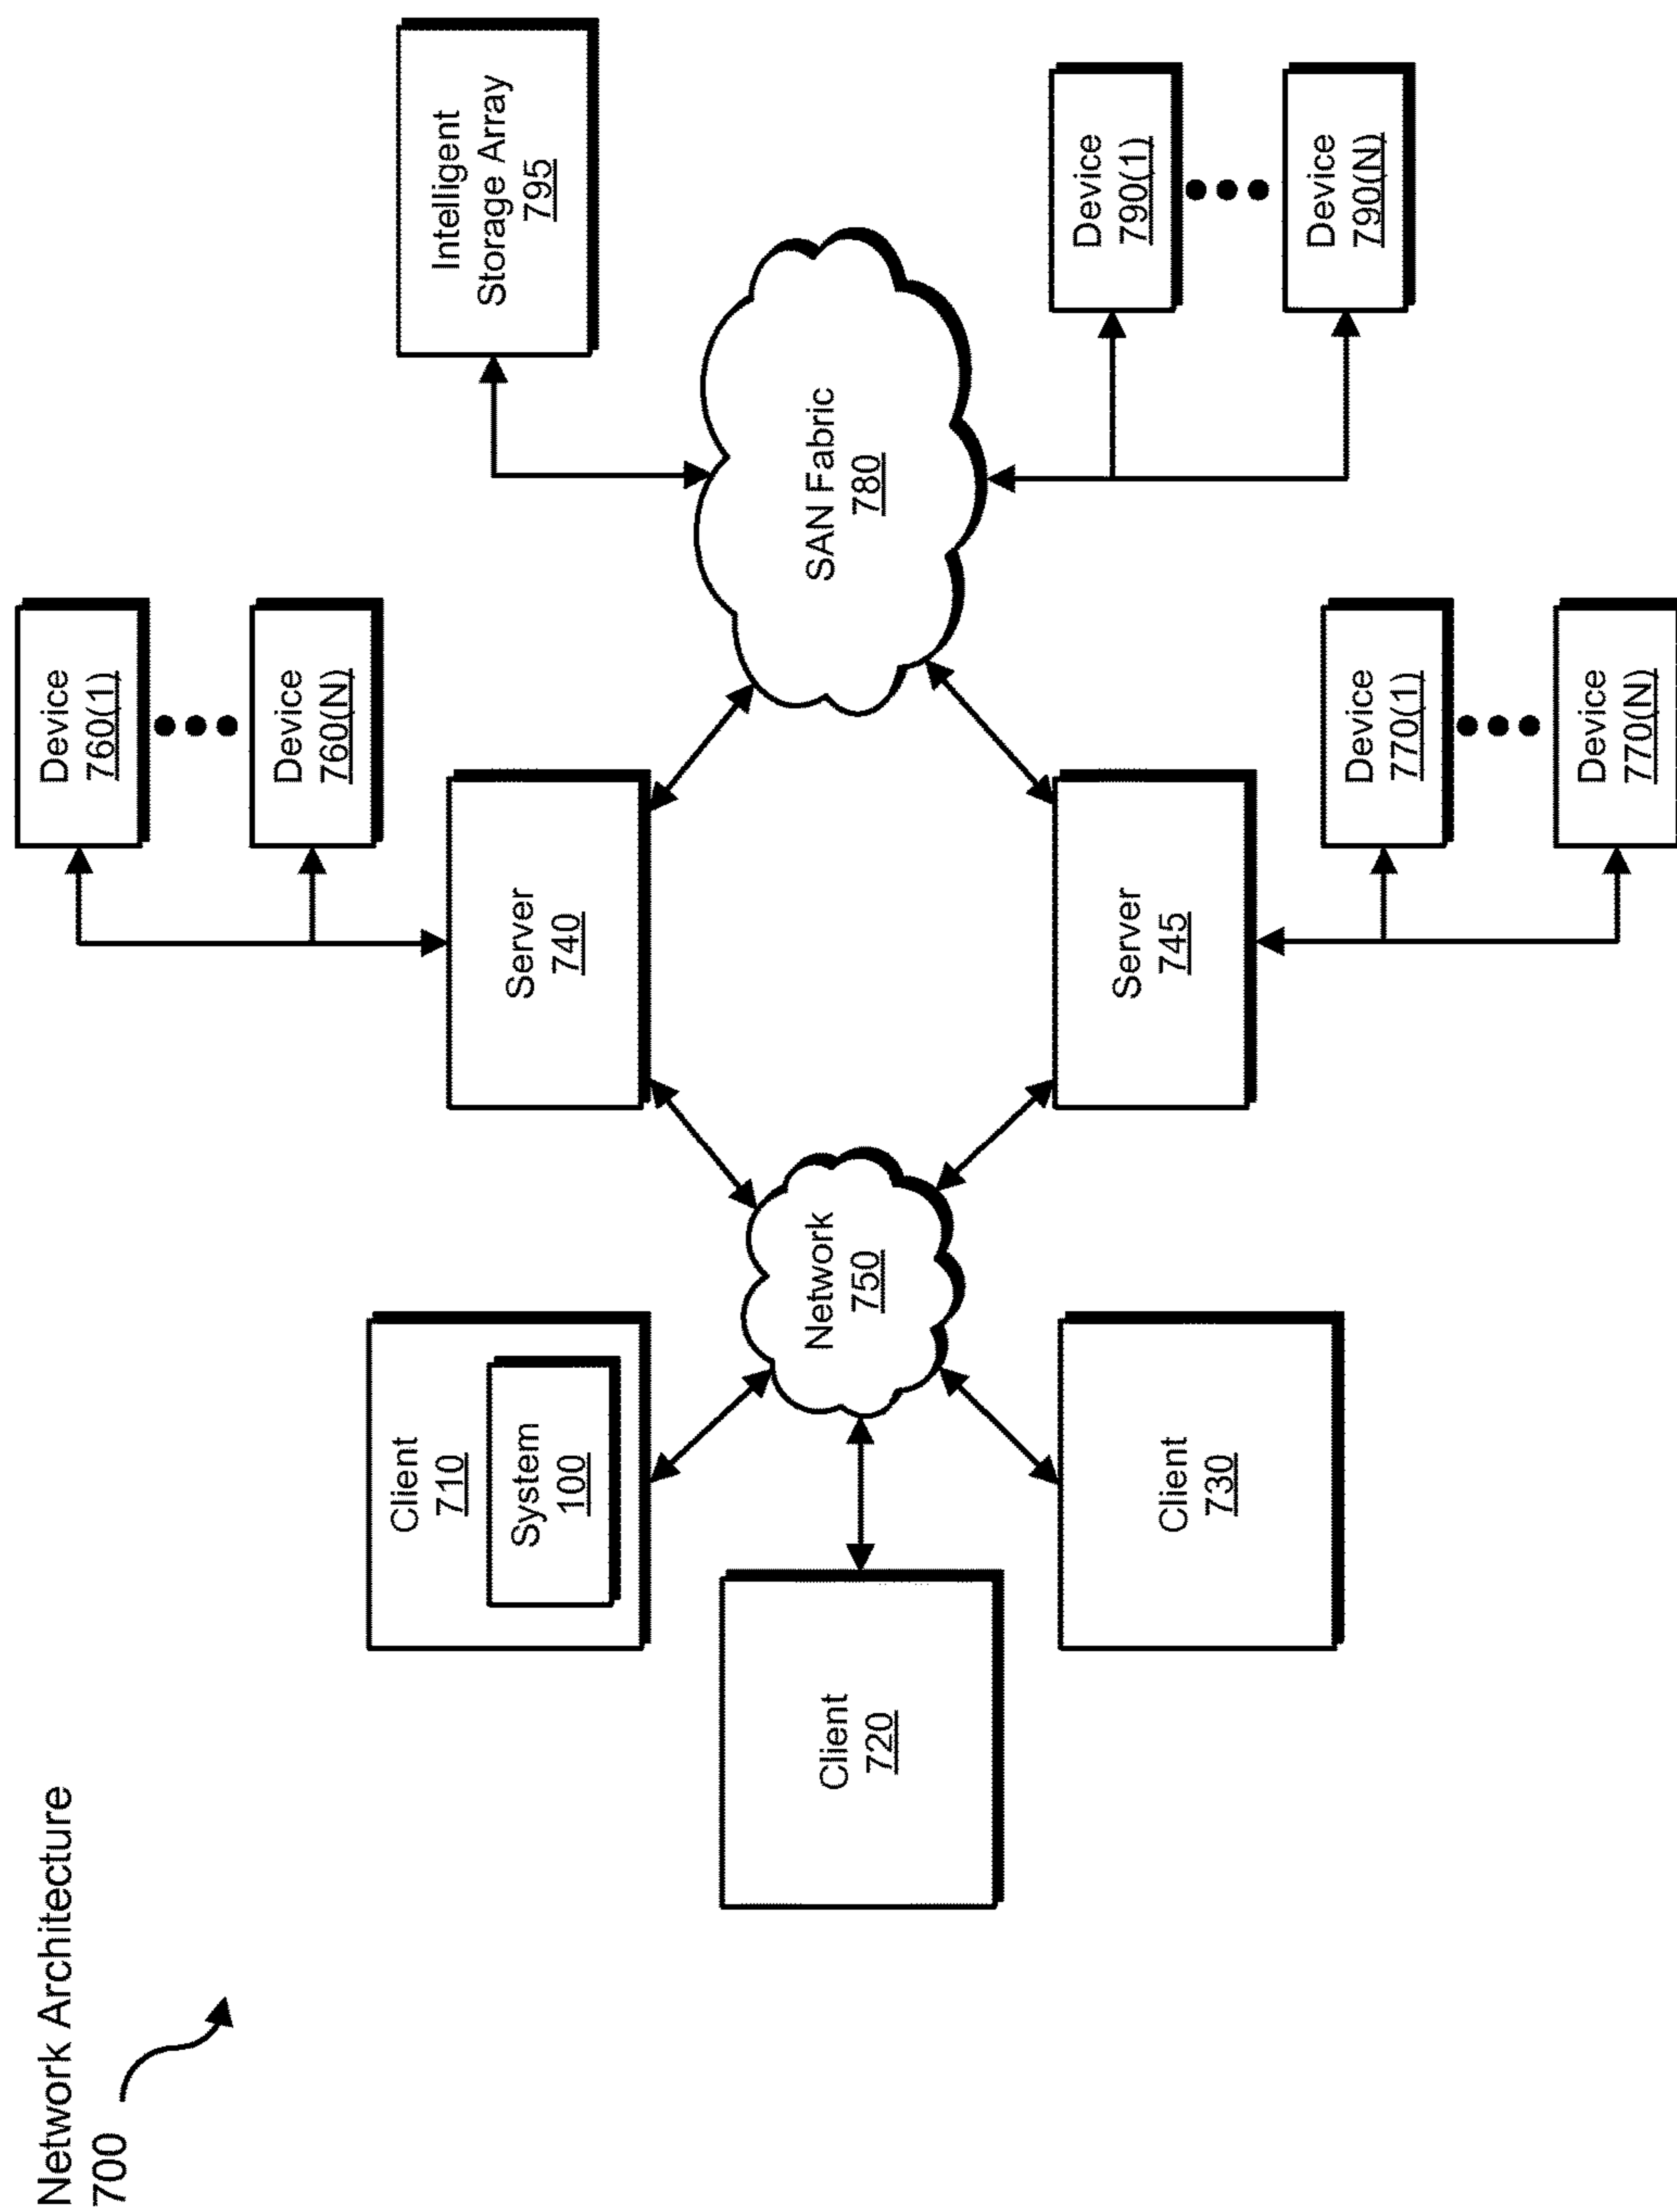 Network Architecture
700
Client
710
System
100
Client
720
Client
730
Network
750
Server
740
Server
745
Device
760(1)
Device
760(N)
Device
770(1)
Device
770(N)
SAN Fabric
780
Intelligent
Storage Array
795
Device
790(1)
Device
790(N)